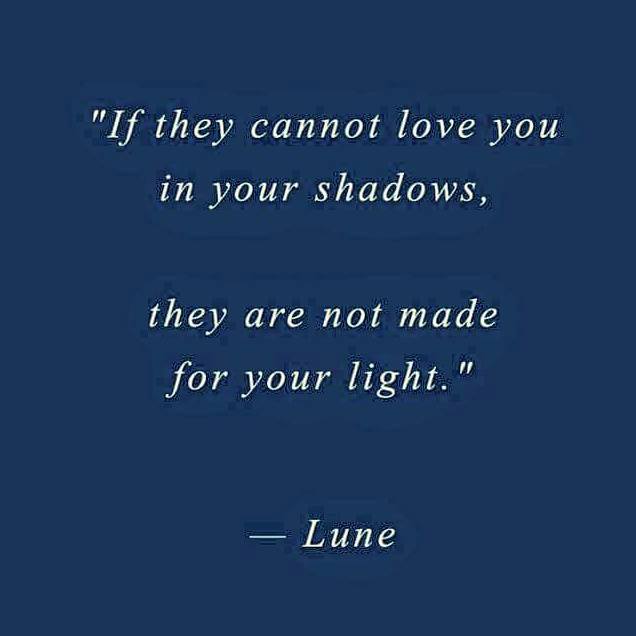 "If they cannot love you
in your shadows,
they are not made
for your light."
— Lune